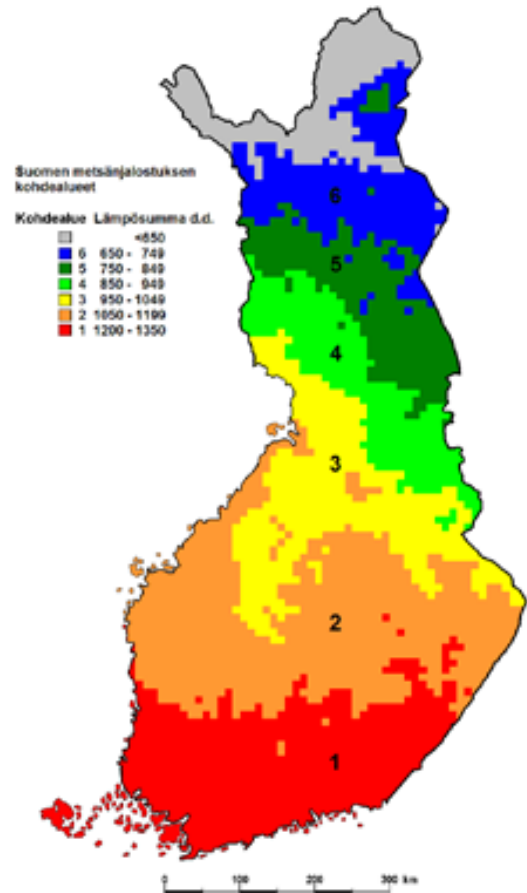 Suomen metsänjalostuksen
kohdealueet
Kohdealue Lämpösumma d.d.
<650
6 650 - 749
5 750 - 849
4 850 - 949
3 950 - 1049
2 1050 - 1199
1 1200 - 1350
6
5
4
3
2
1
0 100 200 300 km